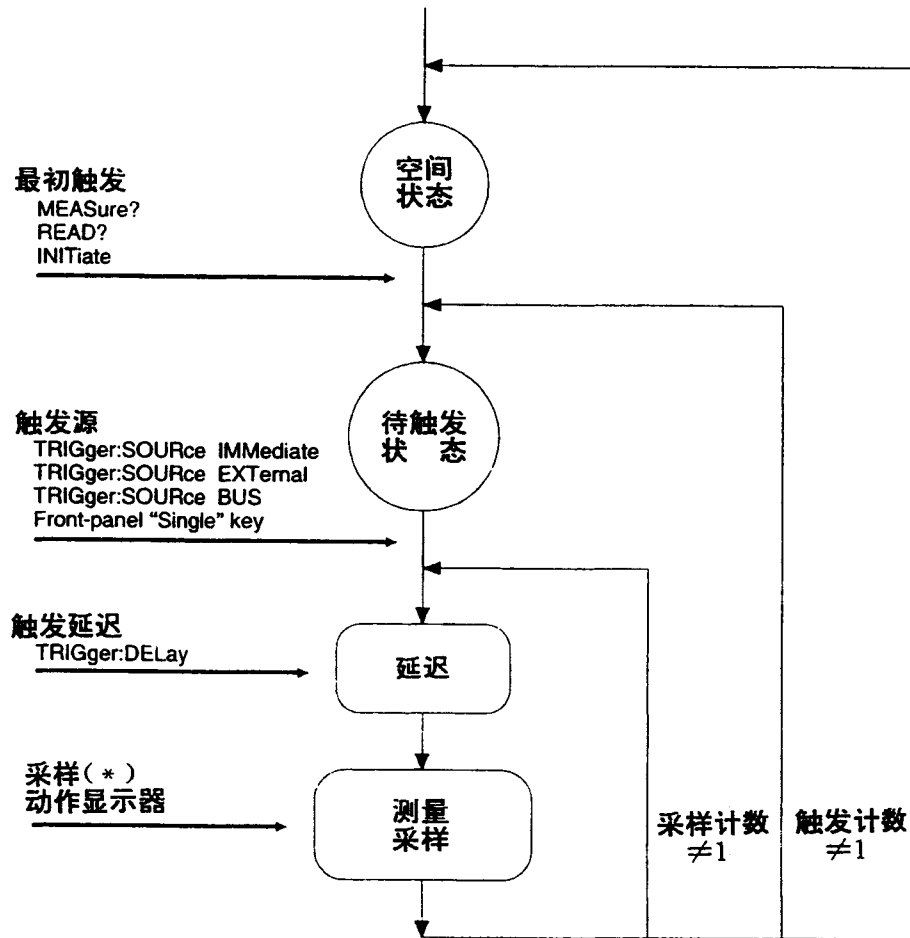 空间
状态
最初触发
MEASure?
READ?
INITiate
待触发
状 态
触发源
TRIGger:SOURce IMMediate
TRIGger:SOURce EXTernal
TRIGger:SOURce BUS
Front-panel “Single” key
触发延迟
TRIGger:DELay
延迟
采样(*)
动作显示器
测量
采样
采样计数
≠1
触发计数
≠1